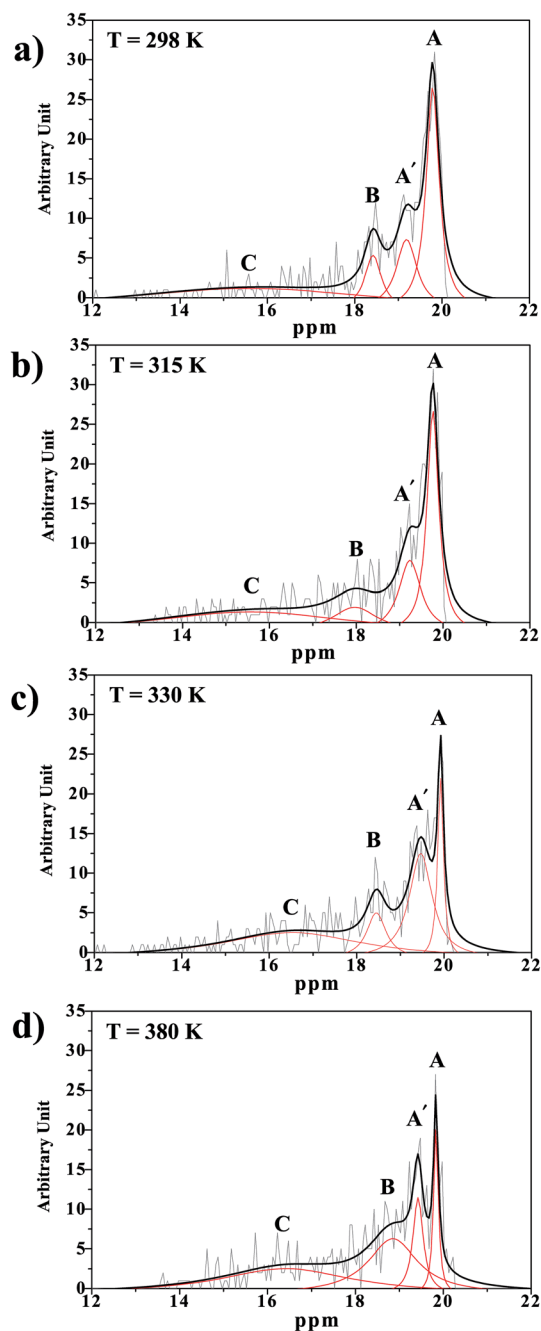 a)
T = 298 K
A
A′
B
C
Arbitrary Unit
35
30
25
20
15
10
5
0
12 14 16 18 20 22
ppm
b)
T = 315 K
A
A′
B
C
Arbitrary Unit
35
30
25
20
15
10
5
0
12 14 16 18 20 22
ppm
c)
T = 330 K
A
A′
B
C
Arbitrary Unit
35
30
25
20
15
10
5
0
12 14 16 18 20 22
ppm
d)
T = 380 K
A
A′
B
C
Arbitrary Unit
35
30
25
20
15
10
5
0
12 14 16 18 20 22
ppm